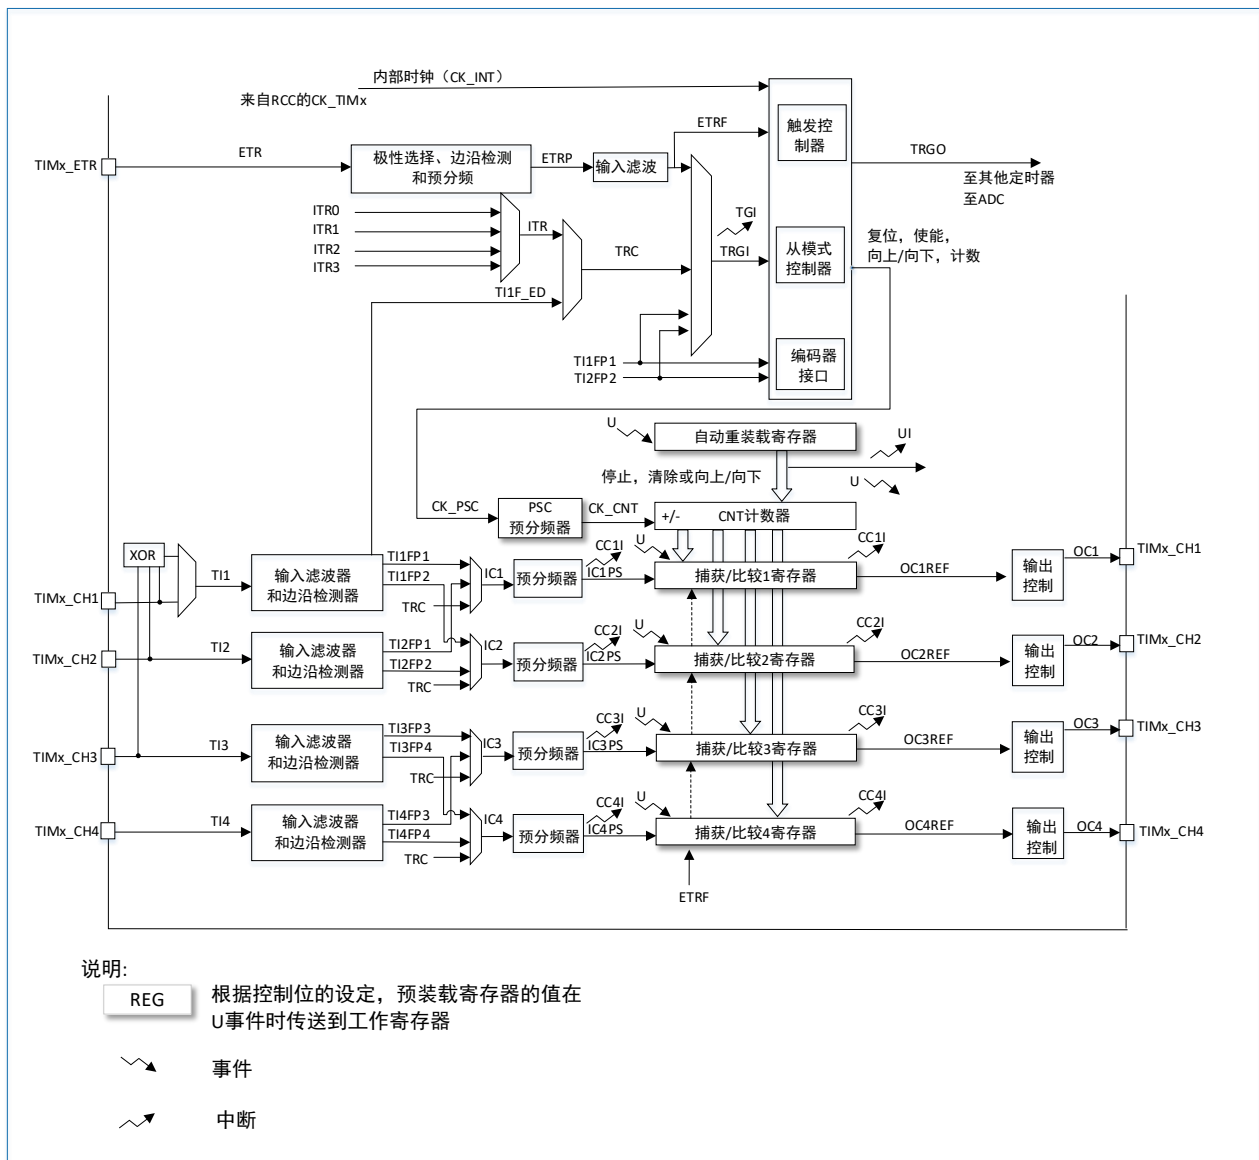 内部时钟（CK_INT）
来自RCC的CK_TIMx
TIMx_ETR
ETR
极性选择、边沿检测
和预分频
ETRP
输入滤波
ETRF
触发控
制器
TRGO
至其他定时器
至ADC
ITR0
ITR1
ITR2
ITR3
ITR
TRC
TI1F_ED
TGI
TRGI
从模式
控制器
复位，使能，
向上/向下，计数
TI1FP1
TI2FP2
编码器
接口
U
自动重装载寄存器
UI
U
停止，清除或向上/向下
CK_PSC
PSC
预分频器
CK_CNT
+/-
CNT计数器
XOR
TIMx_CH1
TI1
输入滤波器
和边沿检测器
TI1FP1
TI1FP2
TRC
IC1
预分频器
CC1I
IC1PS
U
捕获/比较1寄存器
CC1I
OC1REF
输出
控制
OC1
TIMx_CH1
TIMx_CH2
TI2
输入滤波器
和边沿检测器
TI2FP1
TI2FP2
TRC
IC2
预分频器
CC2I
IC2PS
U
捕获/比较2寄存器
CC2I
OC2REF
输出
控制
OC2
TIMx_CH2
TIMx_CH3
TI3
输入滤波器
和边沿检测器
TI3FP3
TI3FP4
TRC
IC3
预分频器
CC3I
IC3PS
U
捕获/比较3寄存器
CC3I
OC3REF
输出
控制
OC3
TIMx_CH3
TIMx_CH4
TI4
输入滤波器
和边沿检测器
TI4FP3
TI4FP4
TRC
IC4
预分频器
CC4I
IC4PS
U
捕获/比较4寄存器
CC4I
OC4REF
输出
控制
OC4
TIMx_CH4
ETRF
说明:
REG
根据控制位的设定，预装载寄存器的值在
U事件时传送到工作寄存器
事件
中断